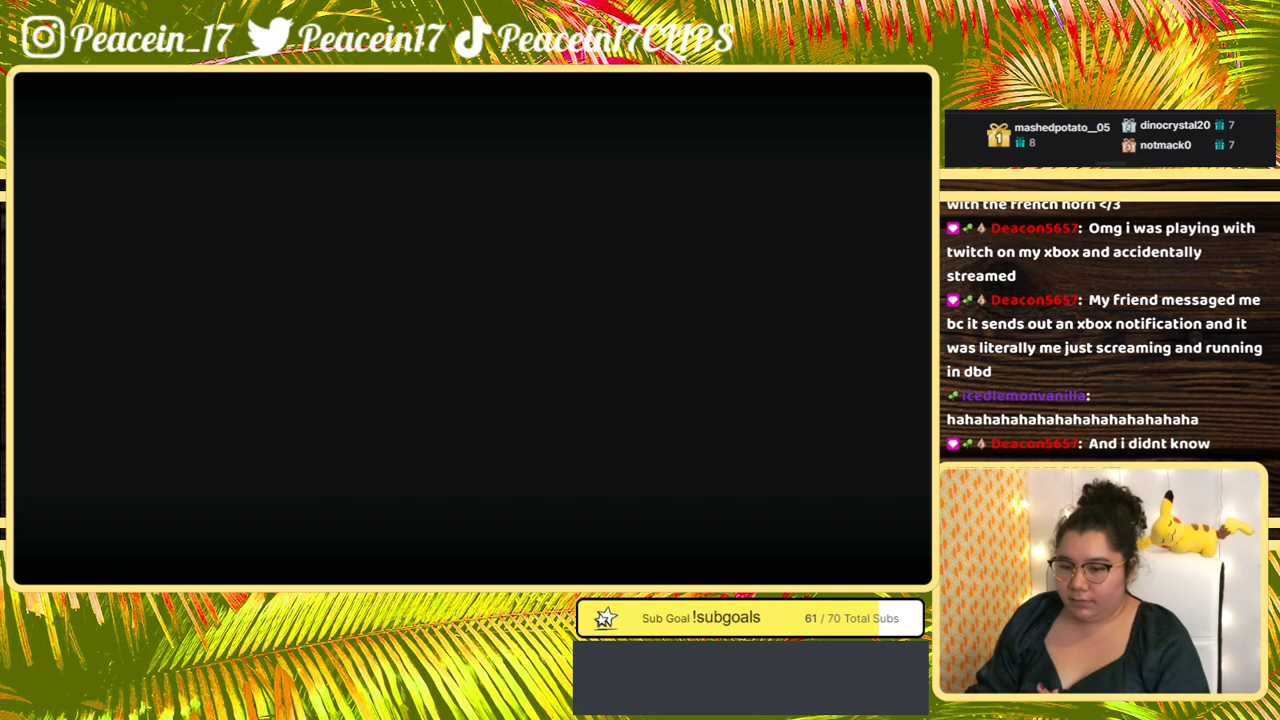 Peacein_17 Peacein17 Peacein17Clips
mashedpotato__05
8
dinocrystal20 7
notmack0 7
with the french horn </3
Deacon5657: Omg i was playing with
twitch on my xbox and accidentally
streamed
Deacon5657: My friend messaged me
bc it sends out an xbox notification and it
was literally me just screaming and running
in dbd
Icedlemonvanilla:
hahahahahahahahahahahahahaha
Deacon5657: And i didnt know
Sub Goal !subgoals 61 / 70 Total Subs